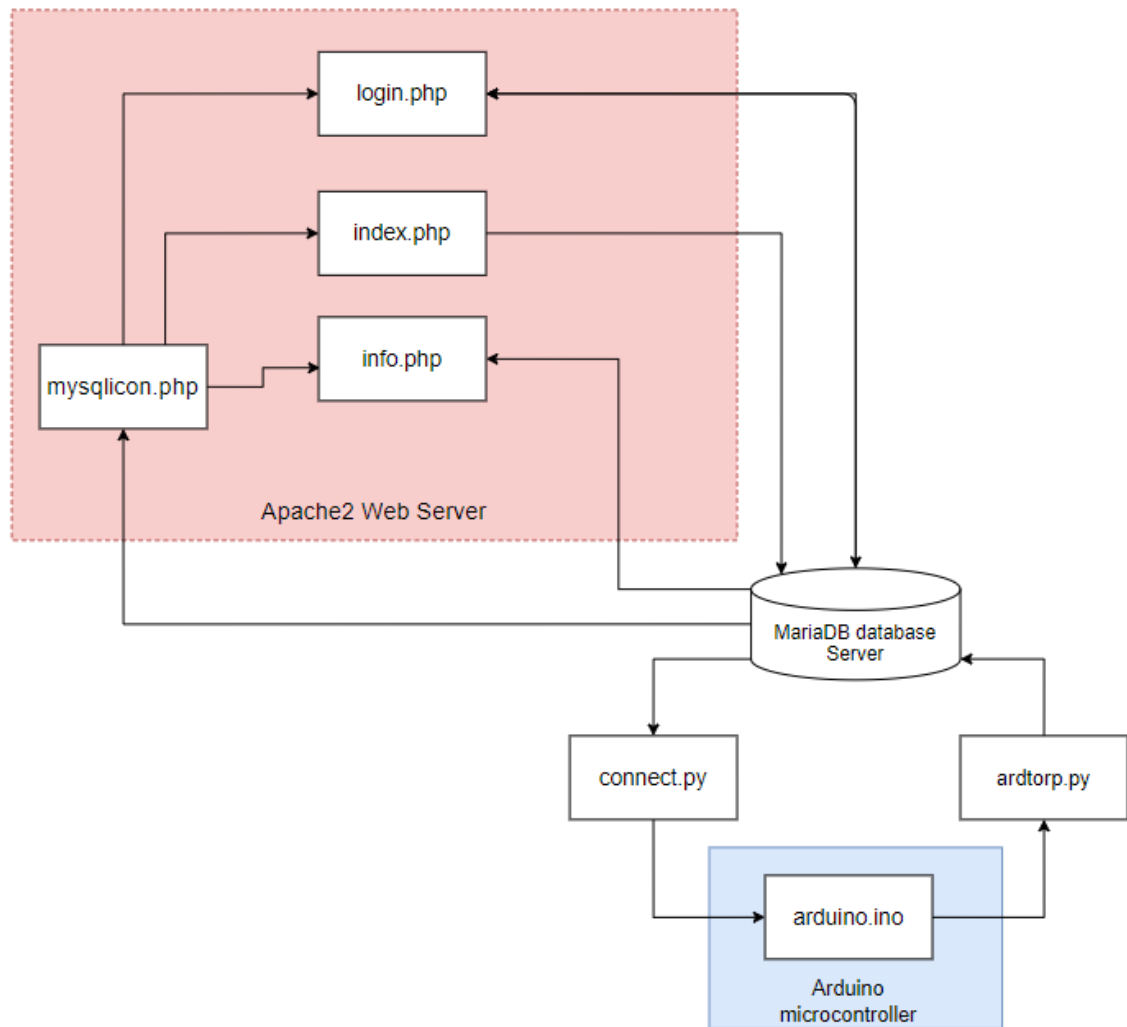 login.php
index.php
info.php
mysqlicon.php
Apache2 Web Server
MariaDB database
Server
connect.py
ardtorp.py
arduino.ino
Arduino
microcontroller